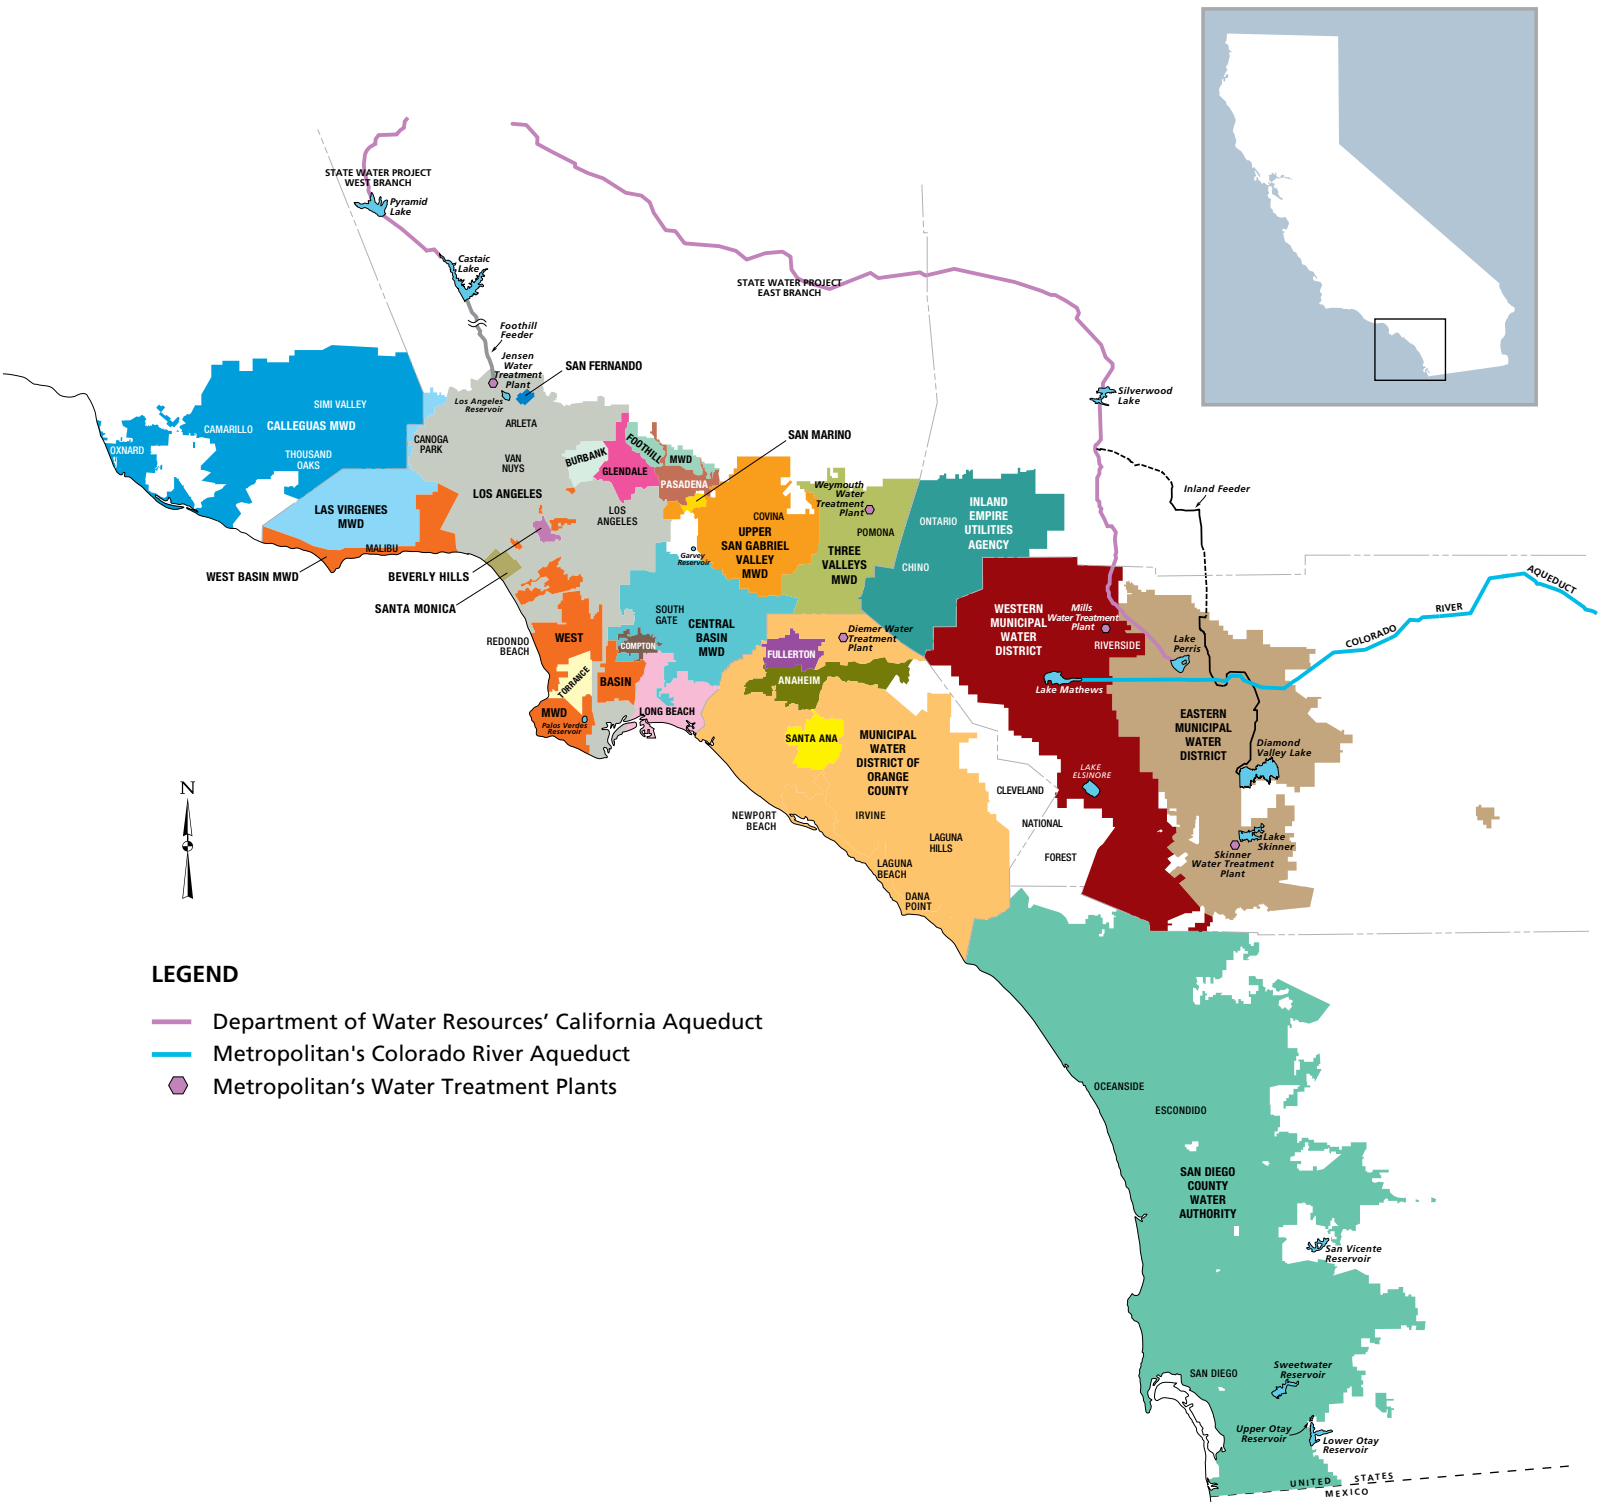 STATE WATER PROJECT
WEST BRANCH
Pyramid
Lake
Castaic
Lake
STATE WATER PROJECT
EAST BRANCH
Foothill
Feeder
Jensen
Water
Treatment
Plant
SAN FERNANDO
Los Angeles
Reservoir
Silverwood
Lake
SIMI VALLEY
CAMARILLO
CALLEGUAS MWD
OXNARD
THOUSAND
OAKS
CANOGA
PARK
ARLETA
VAN
NUYS
BURBANK
FOOTHILL
MWD
GLENDALE
PASADENA
SAN MARINO
LOS ANGELES
LOS
ANGELES
LAS VIRGENES
MWD
MALIBU
WEST BASIN MWD
BEVERLY HILLS
SANTA MONICA
Garvey
Reservoir
COVINA
UPPER
SAN GABRIEL
VALLEY
MWD
Weymouth
Water
Treatment
Plant
POMONA
THREE
VALLEYS
MWD
ONTARIO
INLAND
EMPIRE
UTILITIES
AGENCY
CHINO
Inland Feeder
AQUEDUCT
RIVER
COLORADO
WESTERN
MUNICIPAL
WATER
DISTRICT
Mills
Water Treatment
Plant
RIVERSIDE
Lake
Perris
Lake Mathews
SOUTH
GATE
CENTRAL
BASIN
MWD
COMPTON
REDONDO
BEACH
WEST
BASIN
MWD
TORRANCE
Palos Verdes
Reservoir
LONG BEACH
Diemer Water
Treatment
Plant
FULLERTON
ANAHEIM
SANTA ANA
MUNICIPAL
WATER
DISTRICT OF
ORANGE
COUNTY
EASTERN
MUNICIPAL
WATER
DISTRICT
Diamond
Valley Lake
LAKE
ELSINORE
CLEVELAND
NATIONAL
FOREST
NEWPORT
BEACH
IRVINE
LAGUNA
HILLS
LAGUNA
BEACH
DANA
POINT
Lake
Skinner
Skinner
Water Treatment
Plant
N
LEGEND
Department of Water Resources’ California Aqueduct
Metropolitan's Colorado River Aqueduct
Metropolitan’s Water Treatment Plants
OCEANSIDE
ESCONDIDO
SAN DIEGO
COUNTY
WATER
AUTHORITY
San Vicente
Reservoir
SAN DIEGO
Sweetwater
Reservoir
Upper Otay
Reservoir
Lower Otay
Reservoir
UNITED STATES
MEXICO